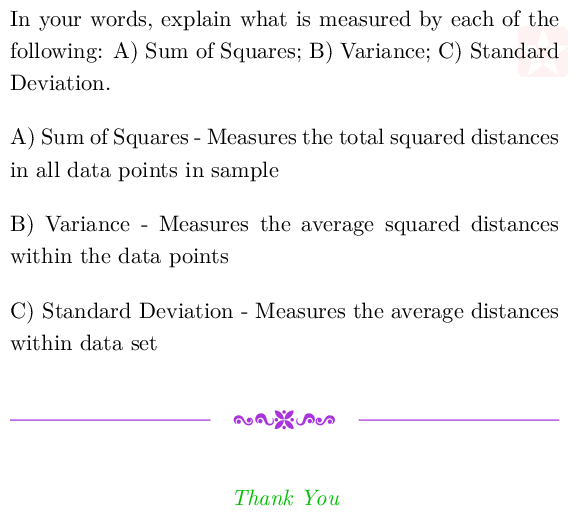 In your words, explain what is measured by each of the
following: A) Sum of Squares; B) Variance; C) Standard
Deviation.
A) Sum of Squares - Measures the total squared distances
in all data points in sample
B) Variance - Measures the average squared distances
within the data points
C) Standard Deviation - Measures the average distances
within data set
Thank You